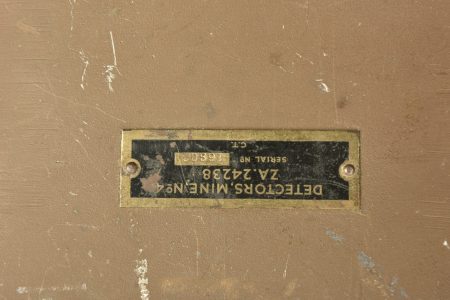 DETECTORS, MINE, Nº4
ZA.24238
SERIAL Nº
C.T.